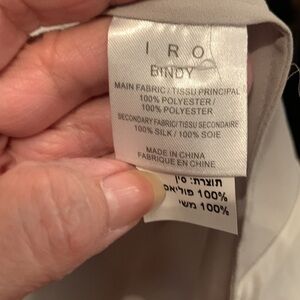 I R O
BINDY
MAIN FABRIC / TISSU PRINCIPAL
100% POLYESTER /
100% POLYESTER
SECONDARY FABRIC / TISSU SECONDAIRE
100% SILK / 100% SOIE
MADE IN CHINA
FABRIQUE EN CHINE
תוצרת: סין
100% פוליאס
100% משי